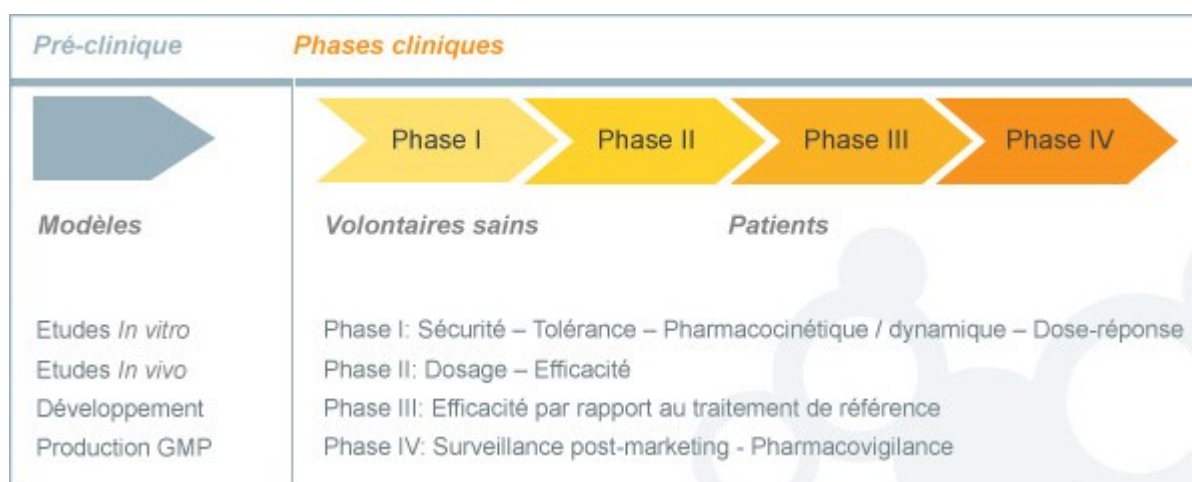 Pré-clinique
Phases cliniques
Phase I
Phase II
Phase III
Phase IV
Modèles
Volontaires sains
Patients
Etudes In vitro
Etudes In vivo
Développement
Production GMP
Phase I: Sécurité – Tolérance – Pharmacocinétique / dynamique – Dose-réponse
Phase II: Dosage – Efficacité
Phase III: Efficacité par rapport au traitement de référence
Phase IV: Surveillance post-marketing - Pharmacovigilance